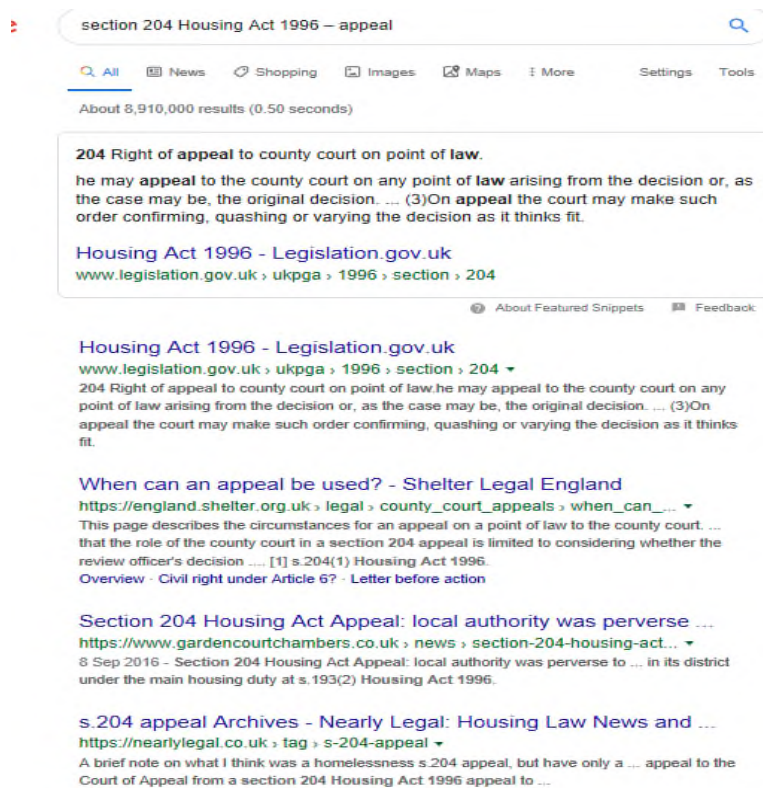 e
section 204 Housing Act 1996 – appeal
All News Shopping Images Maps More Settings Tools
About 8,910,000 results (0.50 seconds)
204 Right of appeal to county court on point of law.
he may appeal to the county court on any point of law arising from the decision or, as
the case may be, the original decision. ... (3)On appeal the court may make such
order confirming, quashing or varying the decision as it thinks fit.
Housing Act 1996 - Legislation.gov.uk
www.legislation.gov.uk › ukpga › 1996 › section › 204
About Featured Snippets Feedback
Housing Act 1996 - Legislation.gov.uk
www.legislation.gov.uk › ukpga › 1996 › section › 204
204 Right of appeal to county court on point of law.he may appeal to the county court on any
point of law arising from the decision or, as the case may be, the original decision. ... (3)On
appeal the court may make such order confirming, quashing or varying the decision as it thinks
fit.
When can an appeal be used? - Shelter Legal England
https://england.shelter.org.uk › legal › county_court_appeals › when_can_...
This page describes the circumstances for an appeal on a point of law to the county court. ...
that the role of the county court in a section 204 appeal is limited to considering whether the
review officer's decision .... [1] s.204(1) Housing Act 1996.
Overview · Civil right under Article 6? · Letter before action
Section 204 Housing Act Appeal: local authority was perverse ...
https://www.gardencourtchambers.co.uk › news › section-204-housing-act...
8 Sep 2016 - Section 204 Housing Act Appeal: local authority was perverse to ... in its district
under the main housing duty at s.193(2) Housing Act 1996.
s.204 appeal Archives - Nearly Legal: Housing Law News and ...
https://nearlylegal.co.uk › tag › s-204-appeal
A brief note on what I think was a homelessness s.204 appeal, but have only a ... appeal to the
Court of Appeal from a section 204 Housing Act 1996 appeal to ...